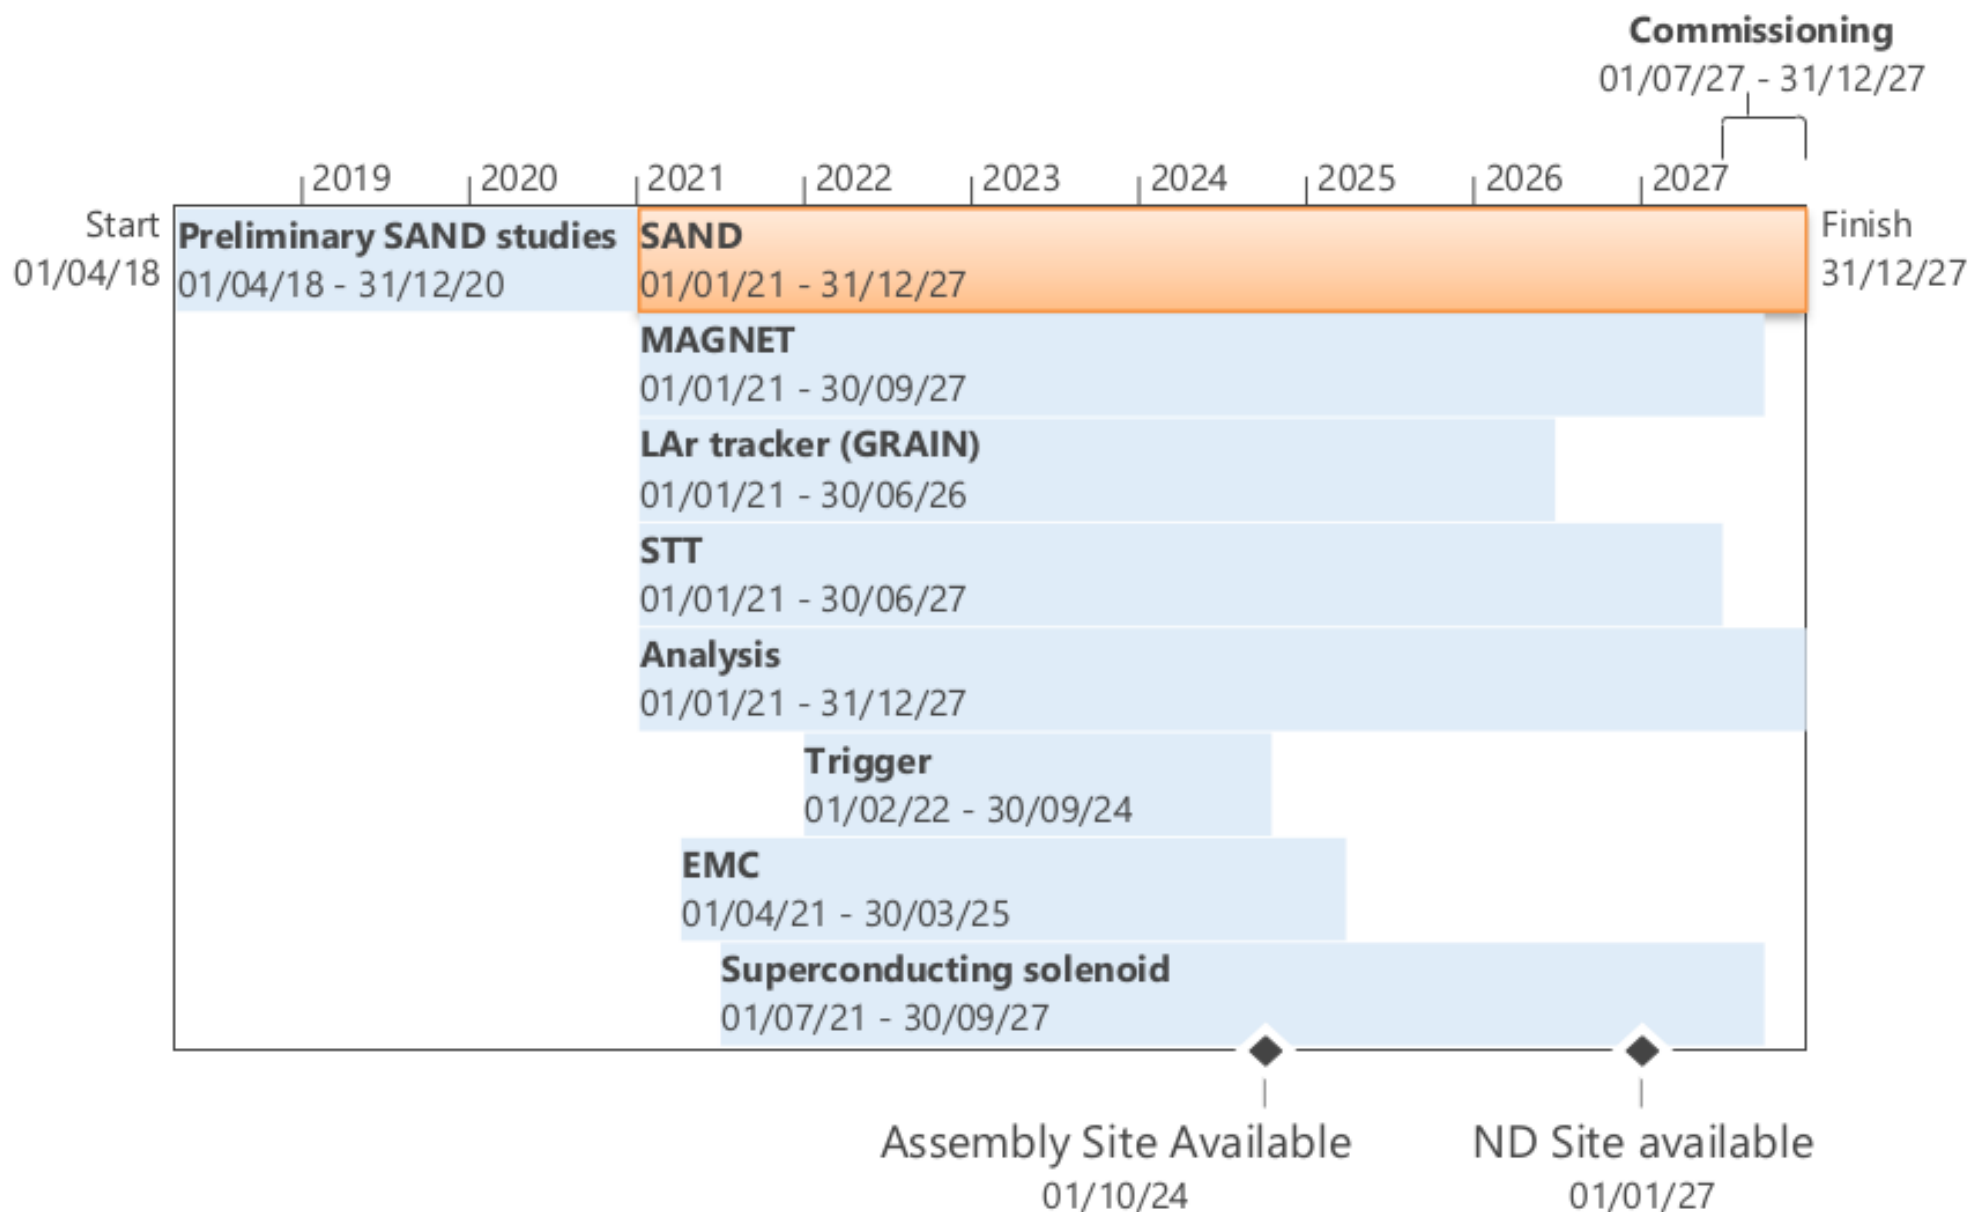 Commissioning
01/07/27 - 31/12/27
2019 2020 2021 2022 2023 2024 2025 2026 2027
Start
01/04/18
Preliminary SAND studies
01/04/18 - 31/12/20
SAND
01/01/21 - 31/12/27
Finish
31/12/27
MAGNET
01/01/21 - 30/09/27
LAr tracker (GRAIN)
01/01/21 - 30/06/26
STT
01/01/21 - 30/06/27
Analysis
01/01/21 - 31/12/27
Trigger
01/02/22 - 30/09/24
EMC
01/04/21 - 30/03/25
Superconducting solenoid
01/07/21 - 30/09/27
Assembly Site Available
01/10/24
ND Site available
01/01/27